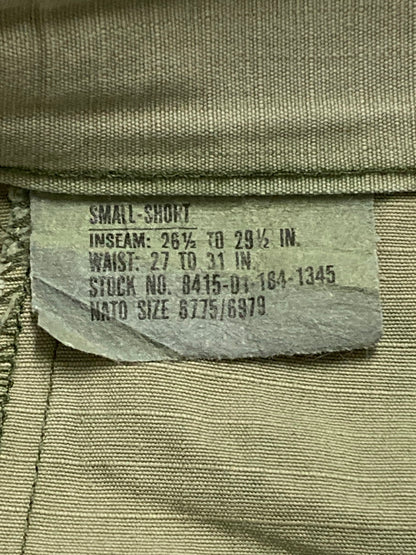 SMALL-SHORT
INSEAM: 26½ TO 29½ IN.
WAIST: 27 TO 31 IN.
STOCK NO. 8415-01-184-1345
NATO SIZE 6775/6979